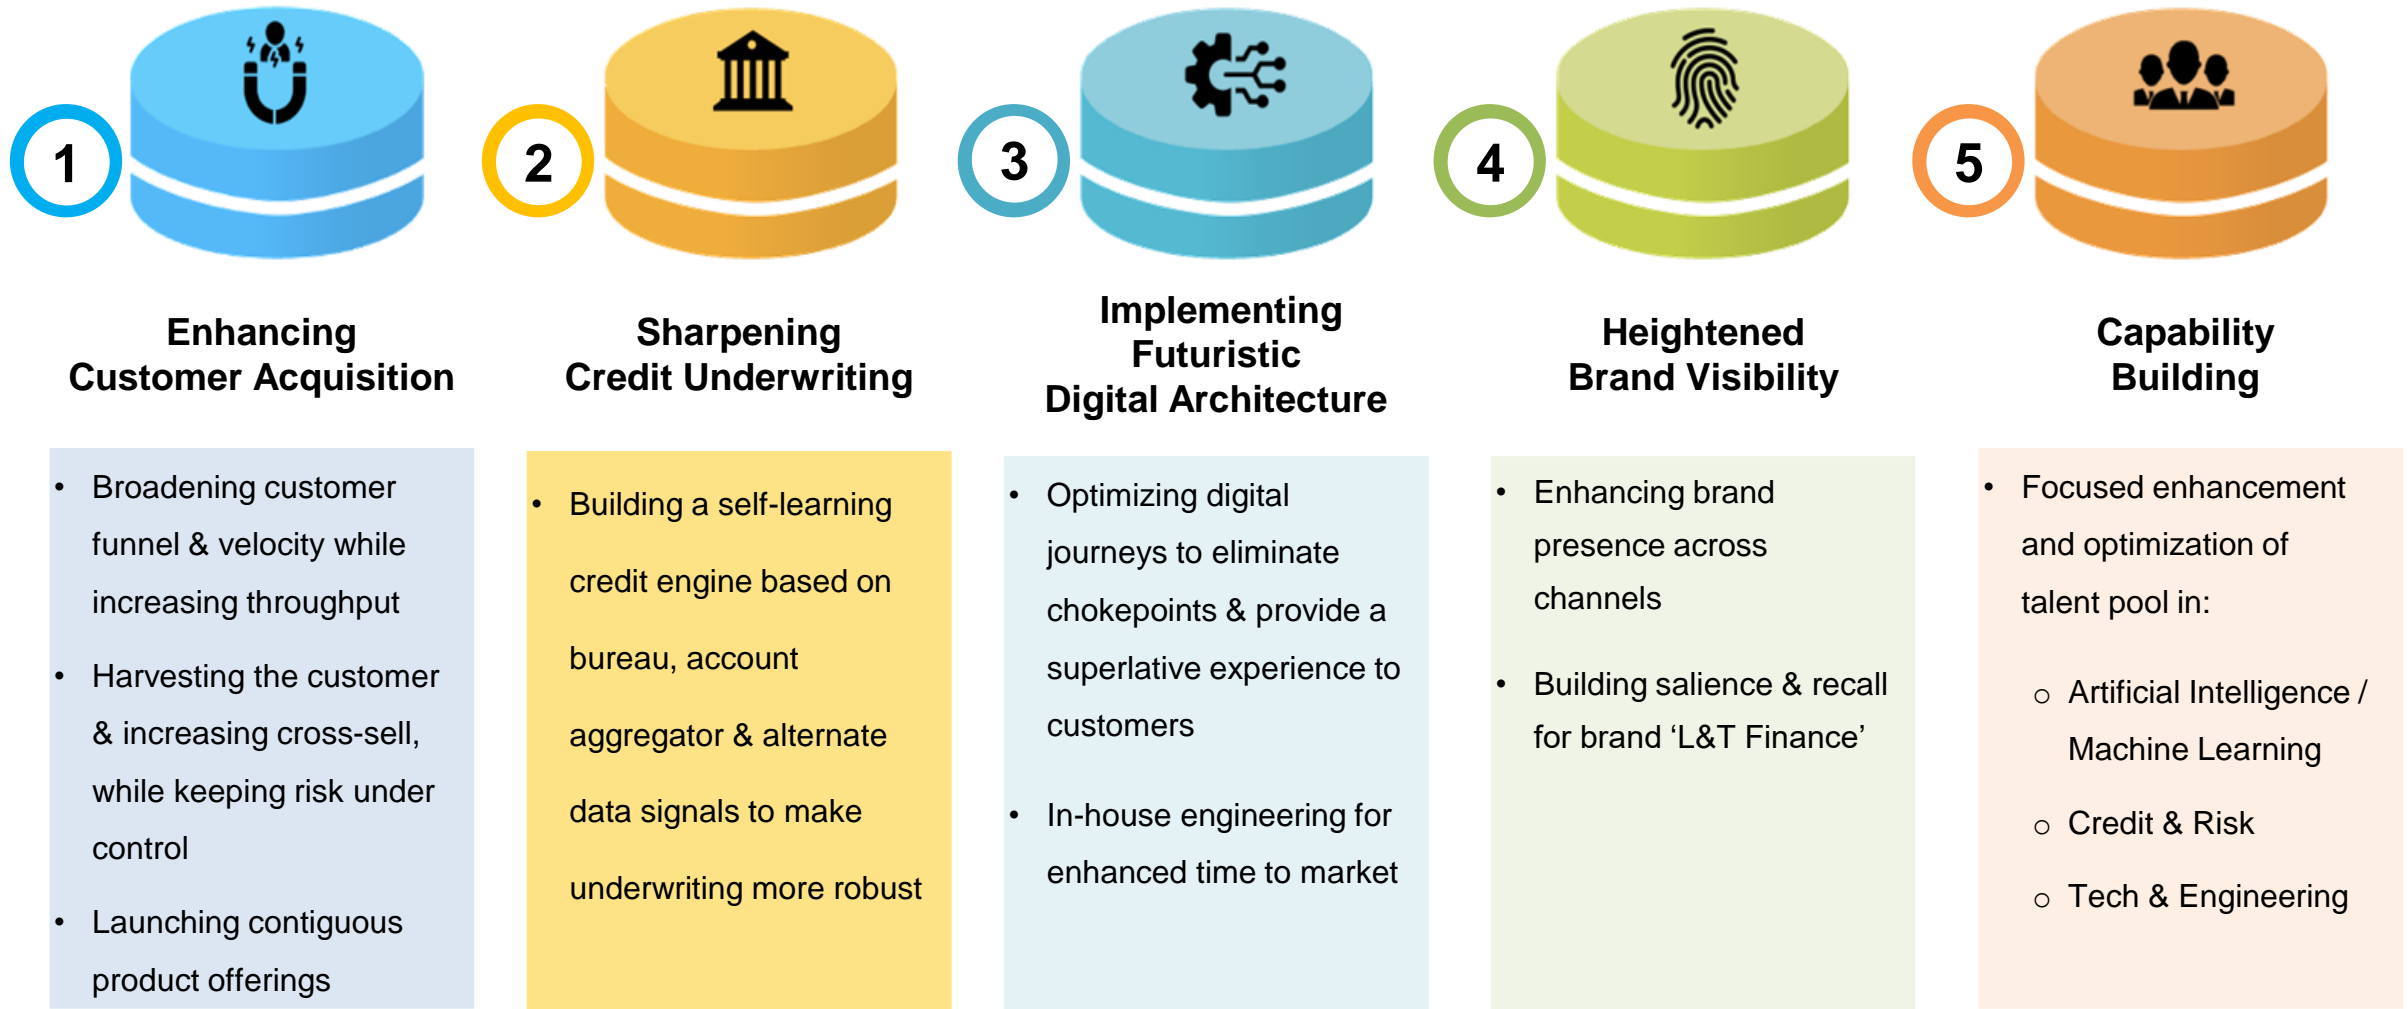 1
Enhancing
Customer Acquisition
• Broadening customer
funnel & velocity while
increasing throughput
• Harvesting the customer
& increasing cross-sell,
while keeping risk under
control
• Launching contiguous
product offerings
2
Sharpening
Credit Underwriting
• Building a self-learning
credit engine based on
bureau, account
aggregator & alternate
data signals to make
underwriting more robust
3
Implementing
Futuristic
Digital Architecture
• Optimizing digital
journeys to eliminate
chokepoints & provide a
superlative experience to
customers
• In-house engineering for
enhanced time to market
4
Heightened
Brand Visibility
• Enhancing brand
presence across
channels
• Building salience & recall
for brand ‘L&T Finance’
5
Capability
Building
• Focused enhancement
and optimization of
talent pool in:
o Artificial Intelligence /
Machine Learning
o Credit & Risk
o Tech & Engineering